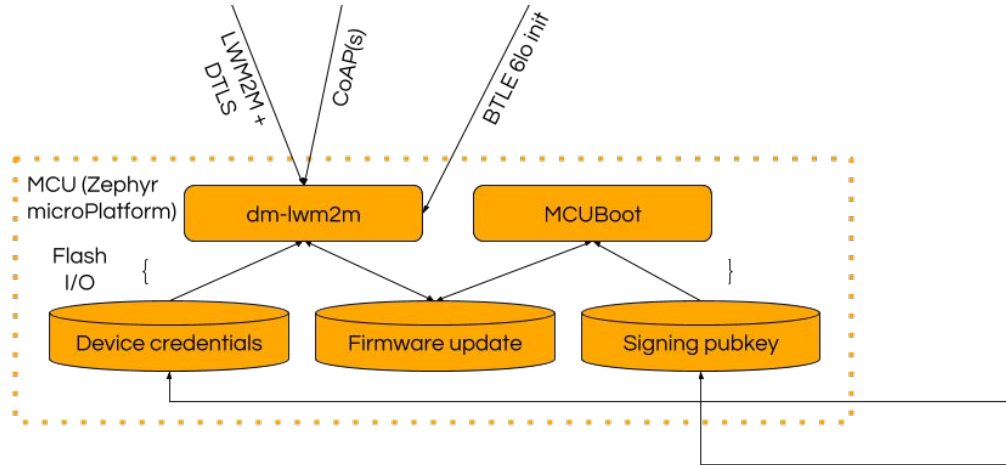 LWM2M +
DTLS
CoAP(s)
BTLE 6lo init
MCU (Zephyr
microPlatform)
dm-lwm2m
MCUBoot
Flash
I/O
{
}
Device credentials
Firmware update
Signing pubkey